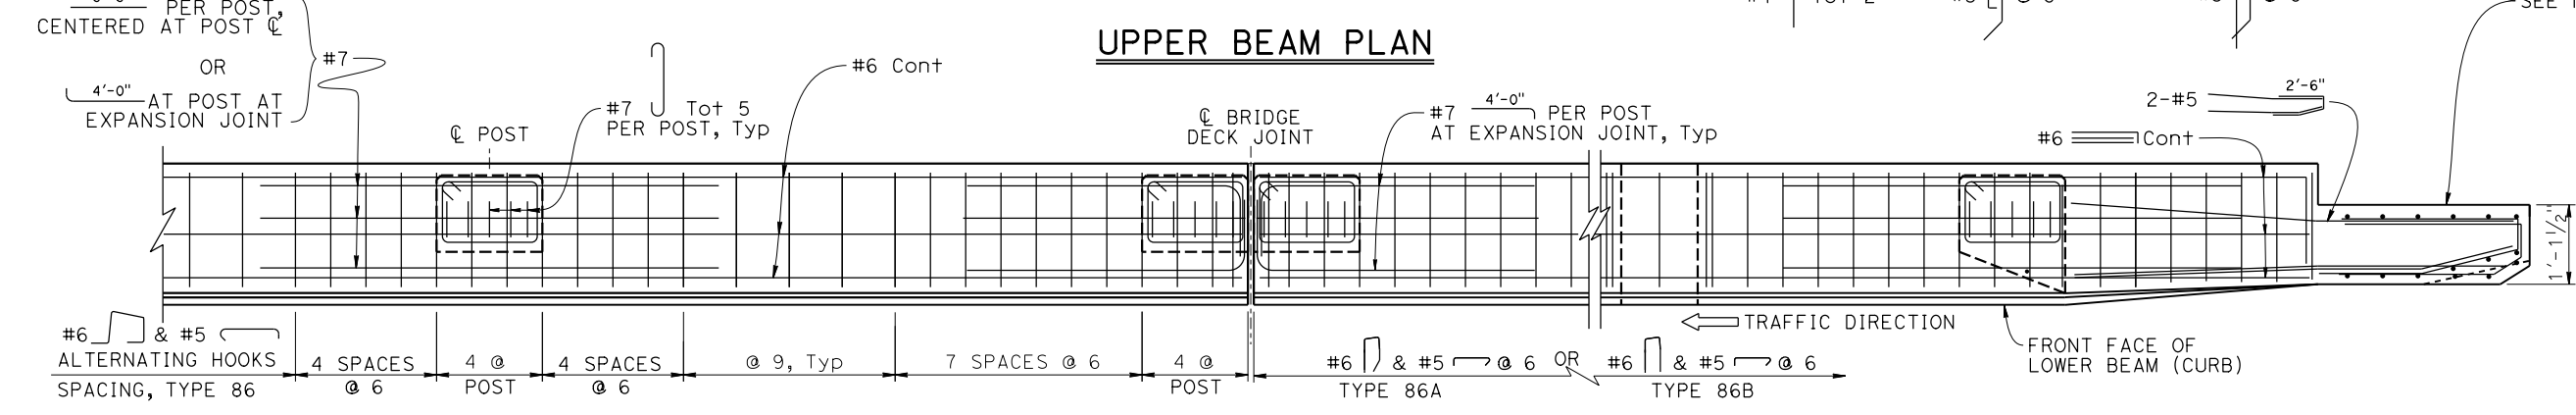 PER POST,
CENTERED AT POST ℄
OR
4'-0" AT POST AT
EXPANSION JOINT
#7
UPPER BEAM PLAN
#6 Cont
#7 Tot 5
PER POST, Typ
℄ POST
℄ BRIDGE
DECK JOINT
#7 4'-0" PER POST
AT EXPANSION JOINT, Typ
2'-6"
2-#5
#6 Cont
1'-1 1/2"
TRAFFIC DIRECTION
FRONT FACE OF
LOWER BEAM (CURB)
#6 & #5
ALTERNATING HOOKS
SPACING, TYPE 86
4 SPACES
@ 6
4 @
POST
4 SPACES
@ 6
@ 9, Typ
7 SPACES @ 6
4 @
POST
#6 & #5 @ 6 OR #6 & #5 @ 6
TYPE 86A TYPE 86B